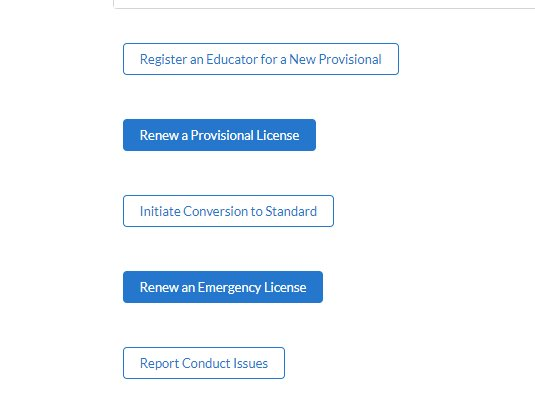 Register an Educator for a New Provisional
Renew a Provisional License
Initiate Conversion to Standard
Renew an Emergency License
Report Conduct Issues